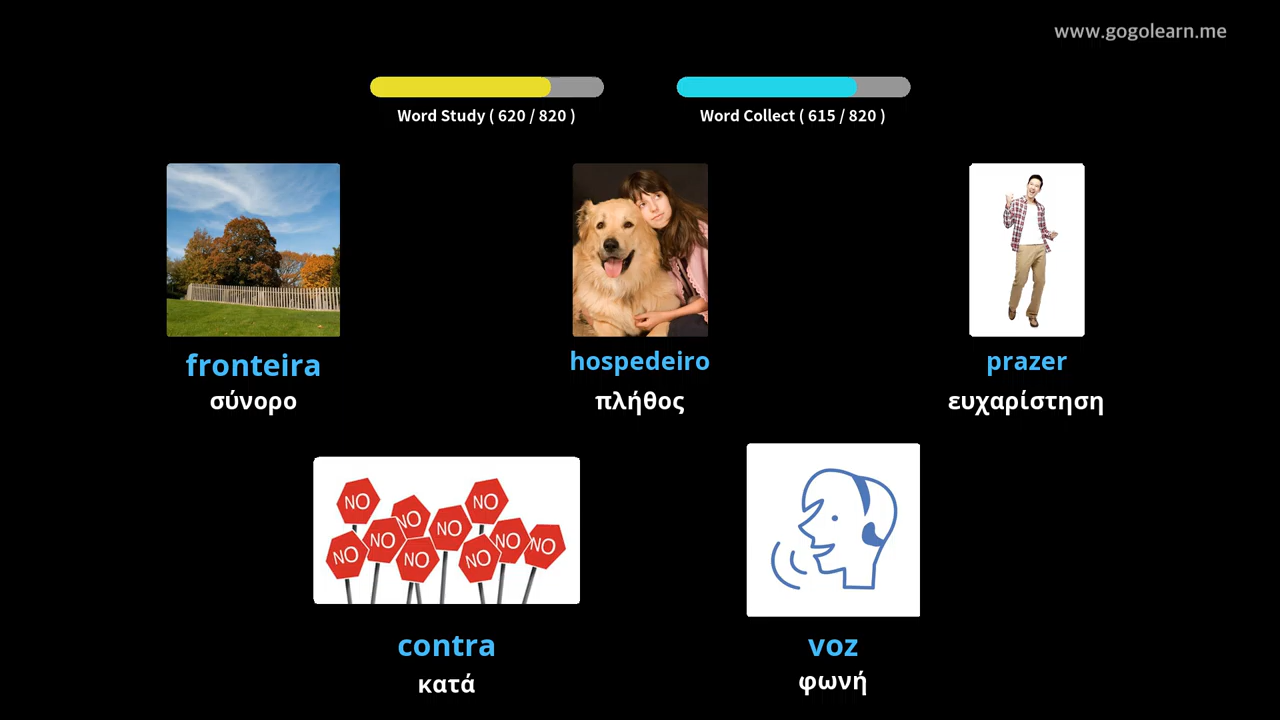 www.gogolearn.me
Word Study ( 620 / 820 )
Word Collect ( 615 / 820 )
fronteira
σύνορο
hospedeiro
πλήθος
prazer
ευχαρίστηση
NO
NO
NO
NO
NO
NO
NO
NO
NO
NO
contra
κατά
voz
φωνή